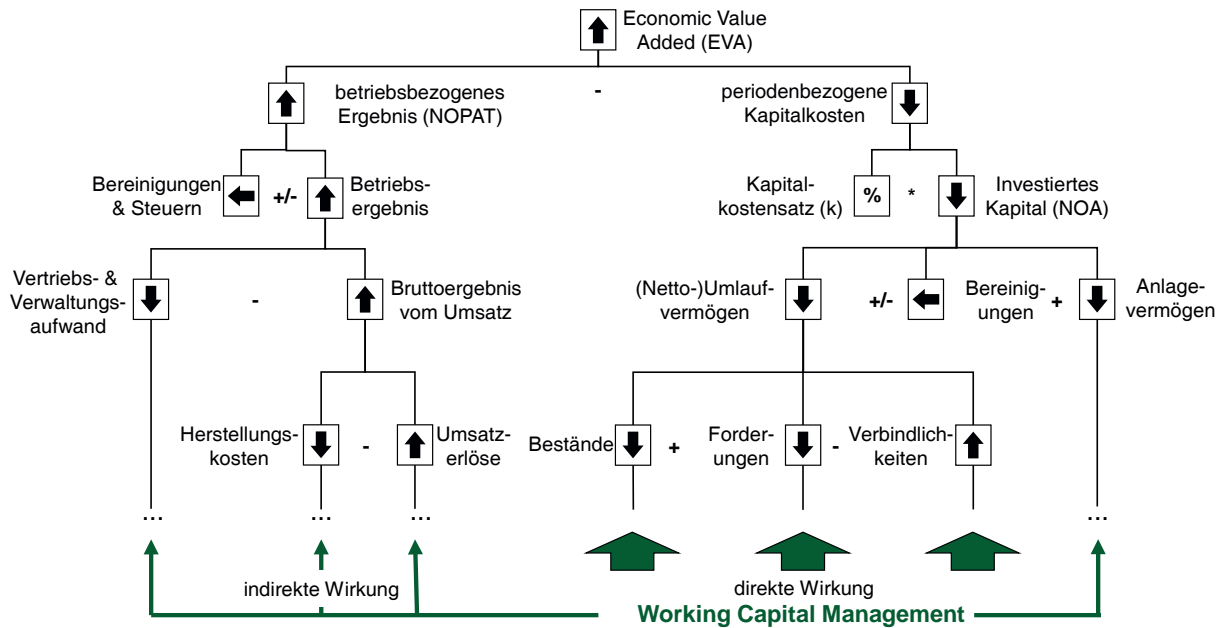 Economic Value
Added (EVA)
betriebsbezogenes
Ergebnis (NOPAT)
-
periodenbezogene
Kapitalkosten
Bereinigungen
& Steuern
+/-
Betriebs-
ergebnis
Kapital-
kostensatz (k)
%
*
Investiertes
Kapital (NOA)
Vertriebs- &
Verwaltungs-
aufwand
-
Bruttoergebnis
vom Umsatz
(Netto-)Umlauf-
vermögen
+/-
Bereinig-
ungen
+
Anlage-
vermögen
Herstellungs-
kosten
-
Umsatz-
erlöse
Bestände
+
Forder-
ungen
-
Verbindlich-
keiten
...
...
...
...
indirekte Wirkung
direkte Wirkung
Working Capital Management